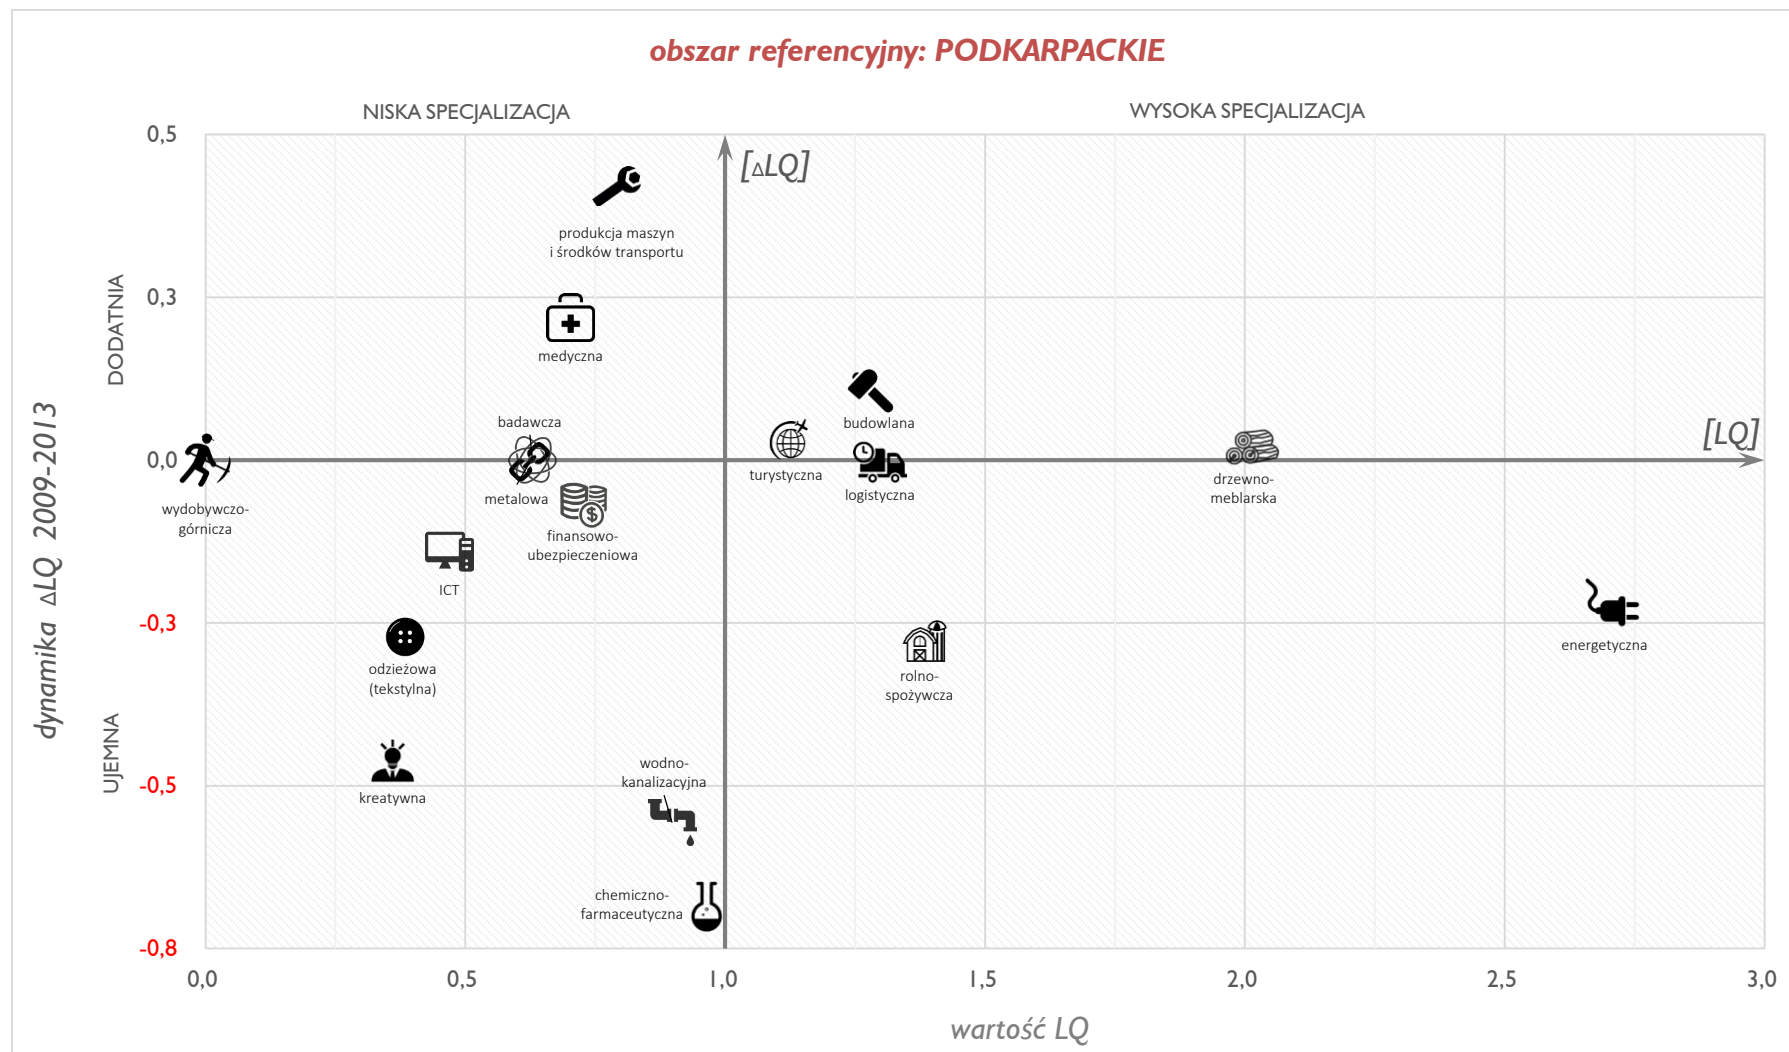 obszar referencyjny: PODKARPACKIE
NISKA SPECJALIZACJA
WYSOKA SPECJALIZACJA
0,5
[ΔLQ]
produkcja maszyn
i środków transportu
DODATNIA
0,3
medyczna
badawcza
budowlana
[LQ]
0,0
turystyczna
logistyczna
drzewno-
meblarska
metalowa
wydobywczo-
górnicza
finansowo-
ubezpieczeniowa
dynamika ΔLQ 2009-2013
ICT
-0,3
energetyczna
odzieżowa
(tekstylna)
rolno-
spożywcza
UJEMNA
wodno-
kanalizacyjna
-0,5
kreatywna
chemiczno-
farmaceutyczna
-0,8
0,0
0,5
1,0
1,5
2,0
2,5
3,0
wartość LQ